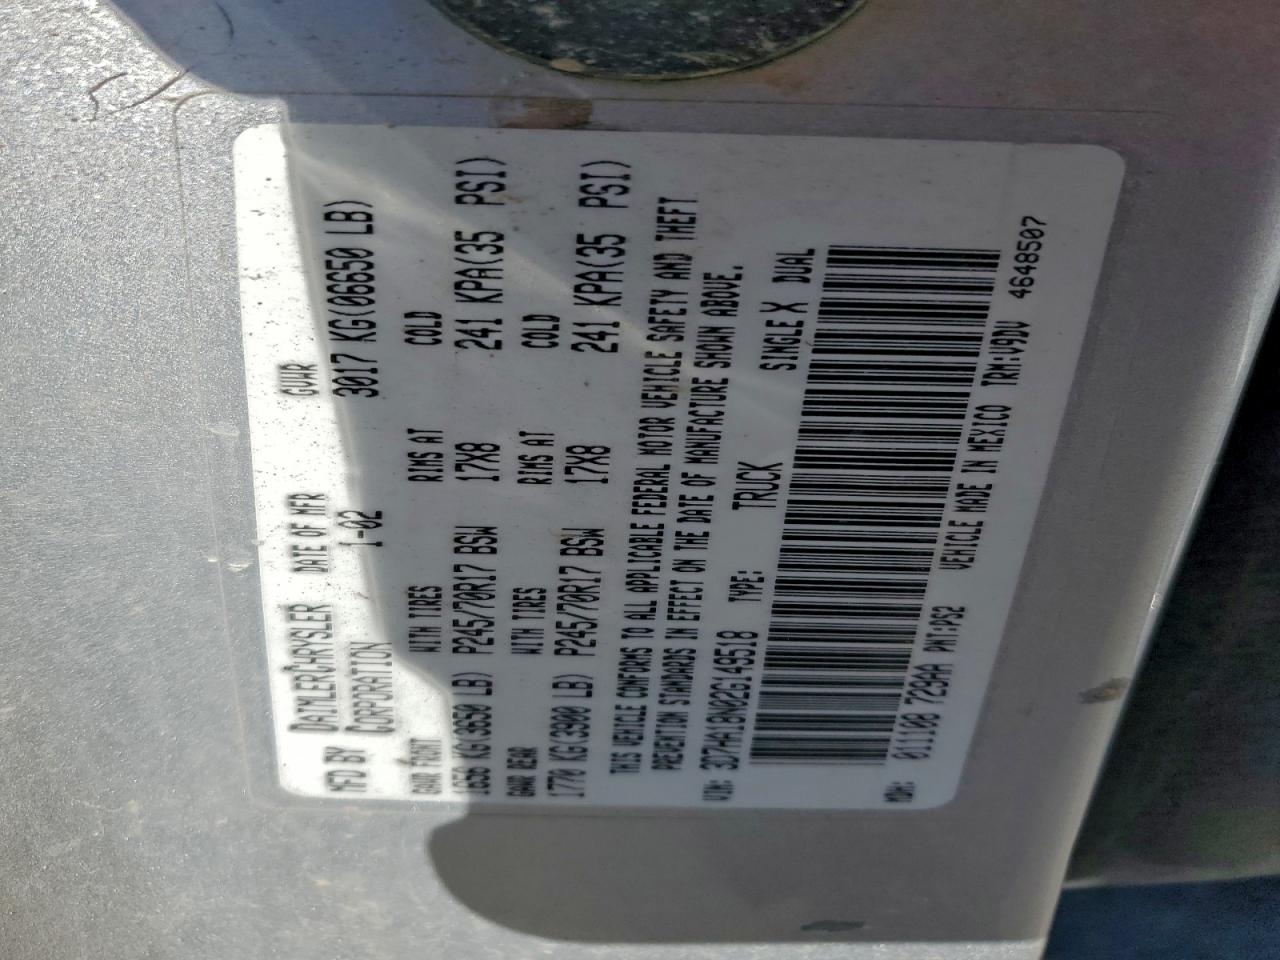 MFD BY DAIMLERCHRYSLER CORPORATION DATE OF MFR 1-02 GVWR 3017 KG(06650 LB)
GAWR FRONT WITH TIRES RIMS AT COLD
1656 KG(3650 LB) P245/70R17 BSW 17X8 241 KPA(35 PSI)
GAWR REAR WITH TIRES RIMS AT COLD
1770 KG(3900 LB) P245/70R17 BSW 17X8 241 KPA(35 PSI)
THIS VEHICLE CONFORMS TO ALL APPLICABLE FEDERAL MOTOR VEHICLE SAFETY AND THEFT
PREVENTION STANDARDS IN EFFECT ON THE DATE OF MANUFACTURE SHOWN ABOVE.
VIN: 3D7HA18N02G149518 TYPE: TRUCK SINGLE X DUAL
MDH: 011108 729AA PNT:PS2 VEHICLE MADE IN MEXICO TRM:V9DV 4648507